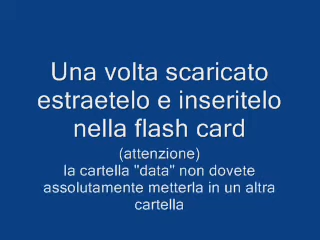 Una volta scaricato
estraetelo e inseritelo
nella flash card
(attenzione)
la cartella "data" non dovete
assolutamente metterla in un altra
cartella